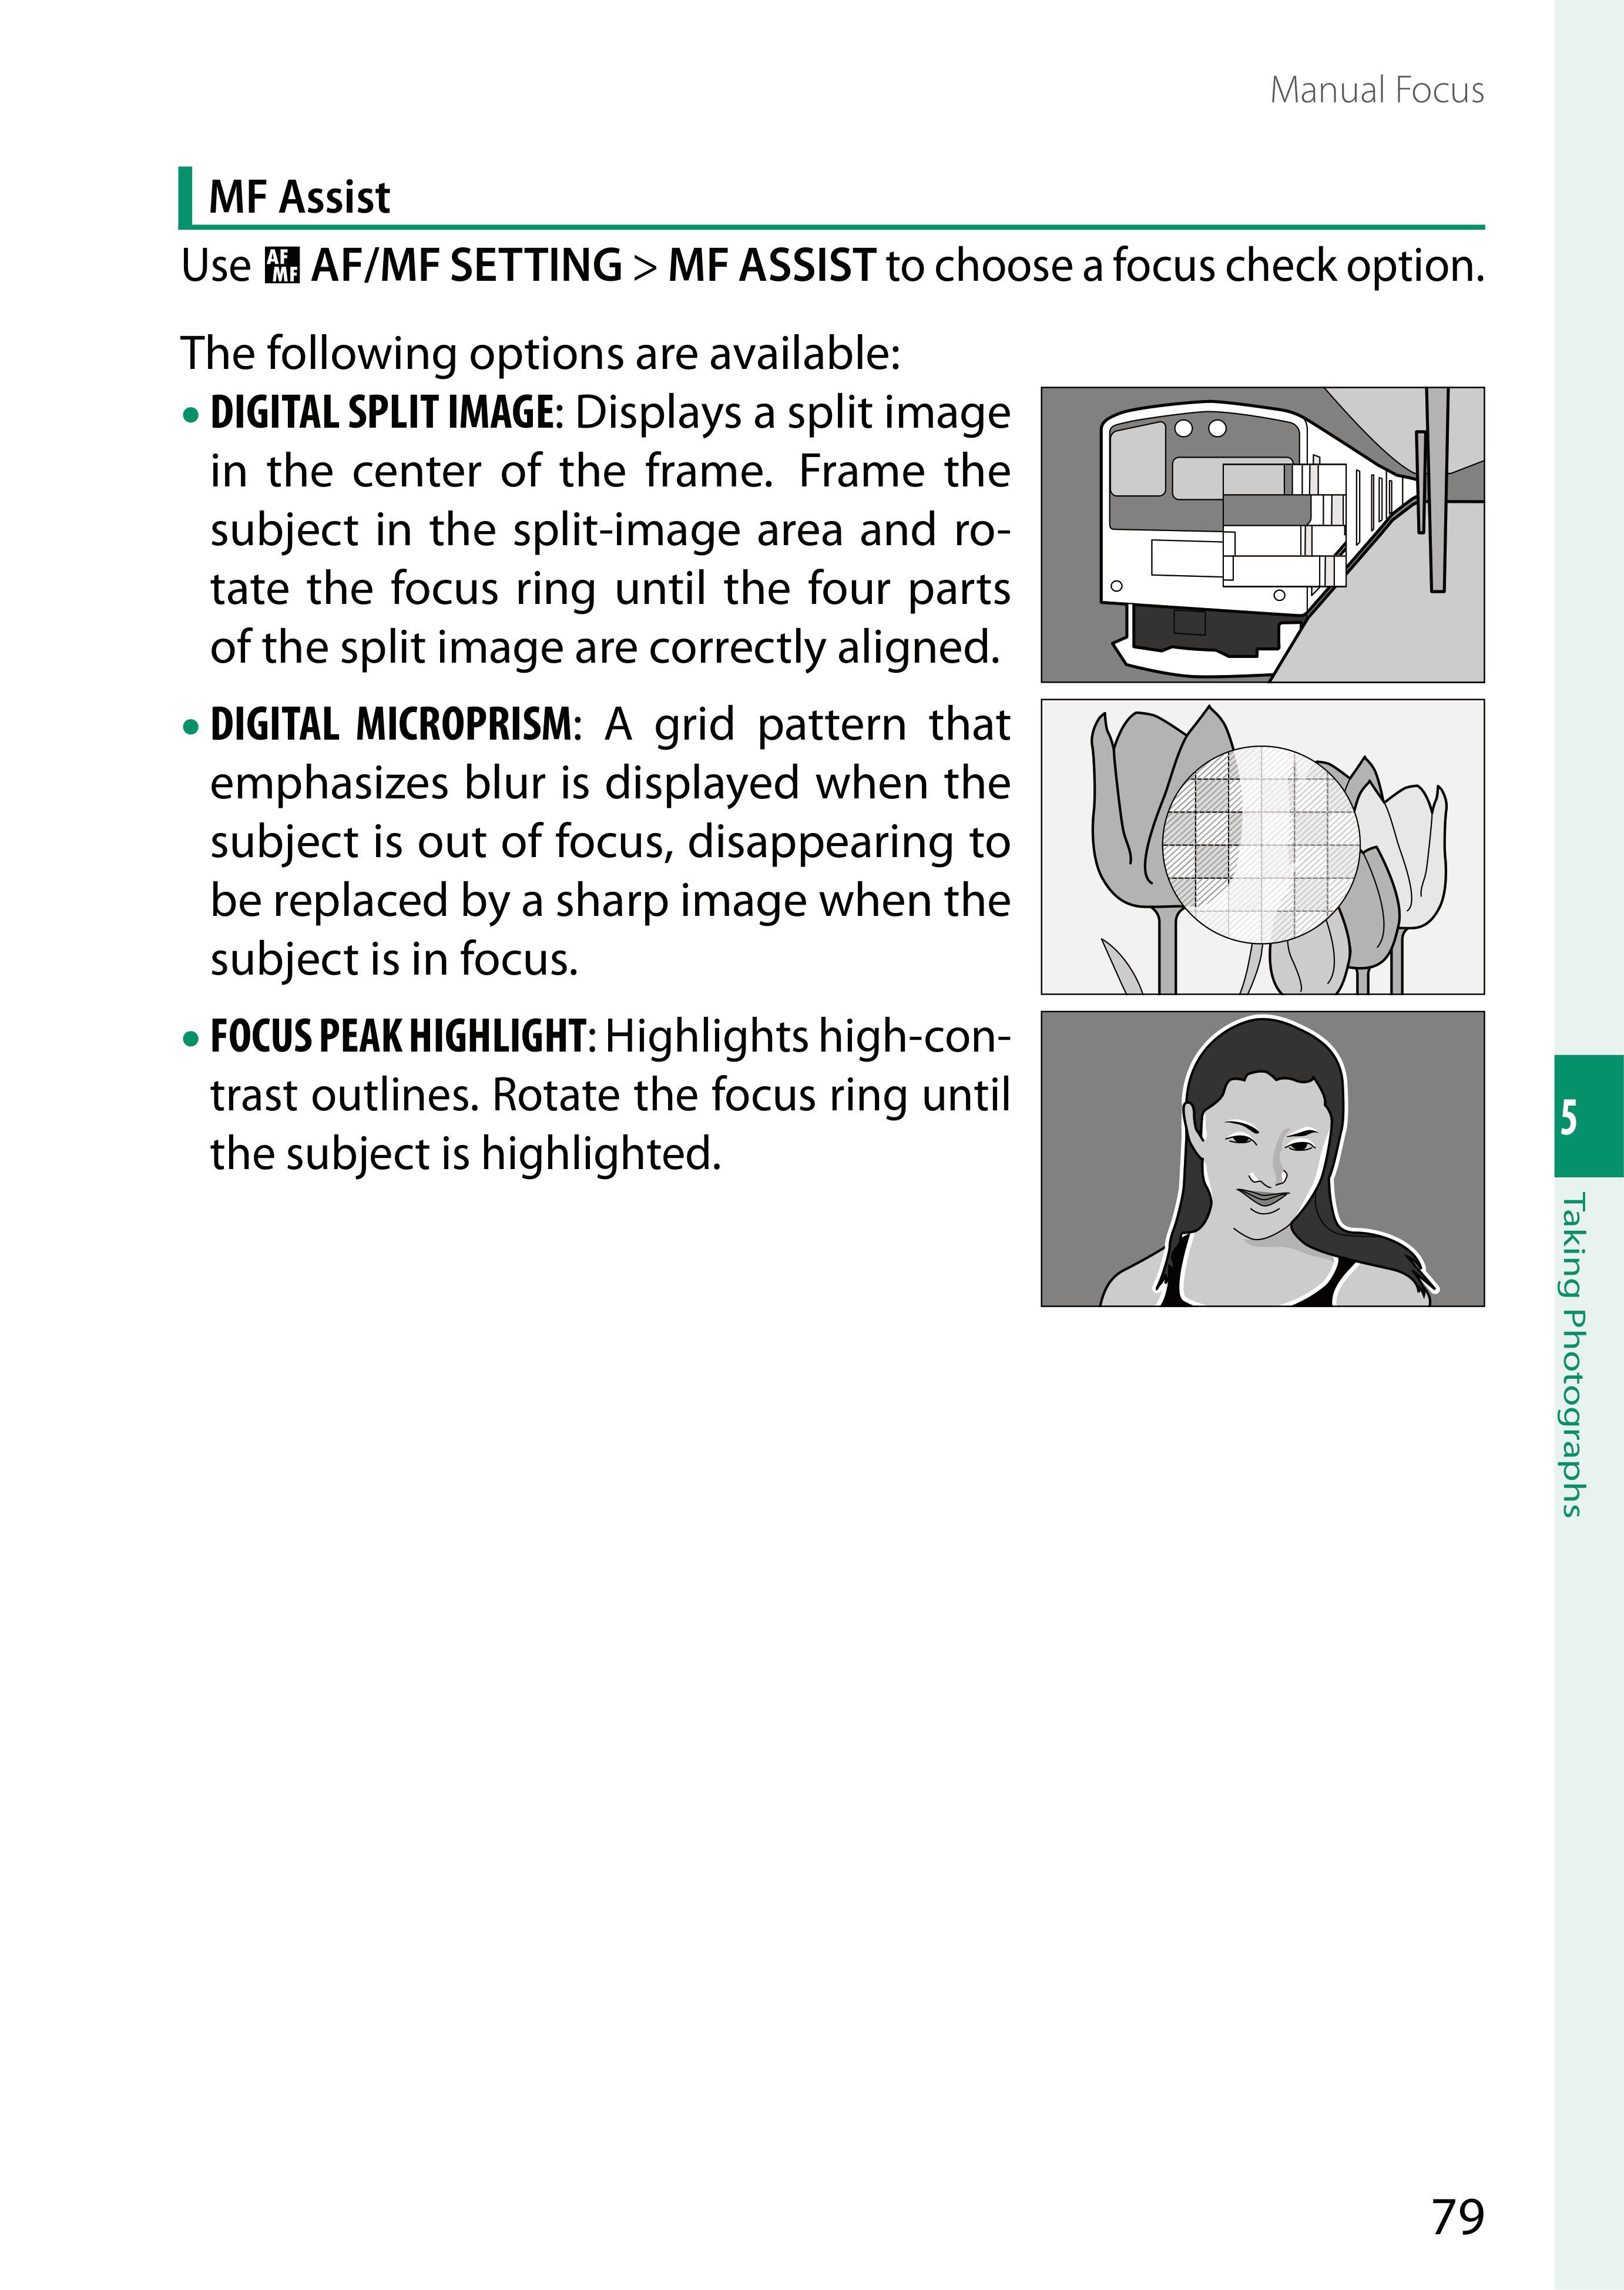 Manual Focus
MF Assist
Use AF MF AF/MF SETTING > MF ASSIST to choose a focus check option.
The following options are available:
• DIGITAL SPLIT IMAGE: Displays a split image
in the center of the frame. Frame the
subject in the split-image area and ro-
tate the focus ring until the four parts
of the split image are correctly aligned.
• DIGITAL MICROPRISM: A grid pattern that
emphasizes blur is displayed when the
subject is out of focus, disappearing to
be replaced by a sharp image when the
subject is in focus.
• FOCUS PEAK HIGHLIGHT: Highlights high-con-
trast outlines. Rotate the focus ring until
the subject is highlighted.
5
Taking Photographs
79